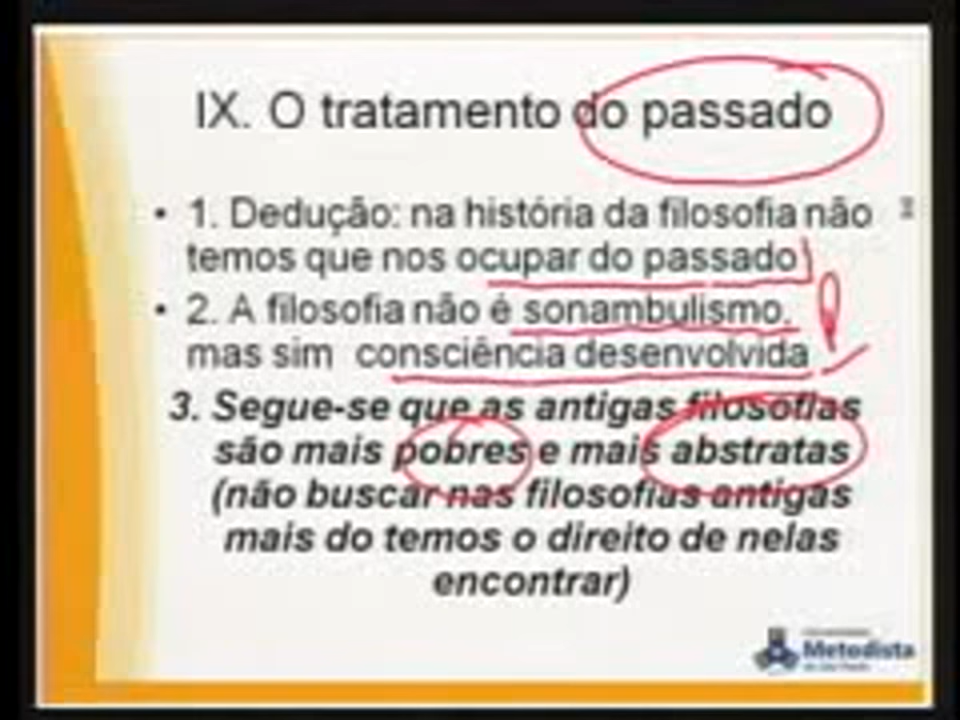 IX. O tratamento do passado
• 1. Dedução: na história da filosofia não
temos que nos ocupar do passado
• 2. A filosofia não é sonambulismo.
mas sim consciência desenvolvida
3. Segue-se que as antigas filosofias
são mais pobres e mais abstratas
(não buscar nas filosofias antigas
mais do temos o direito de nelas
encontrar)
Metodista